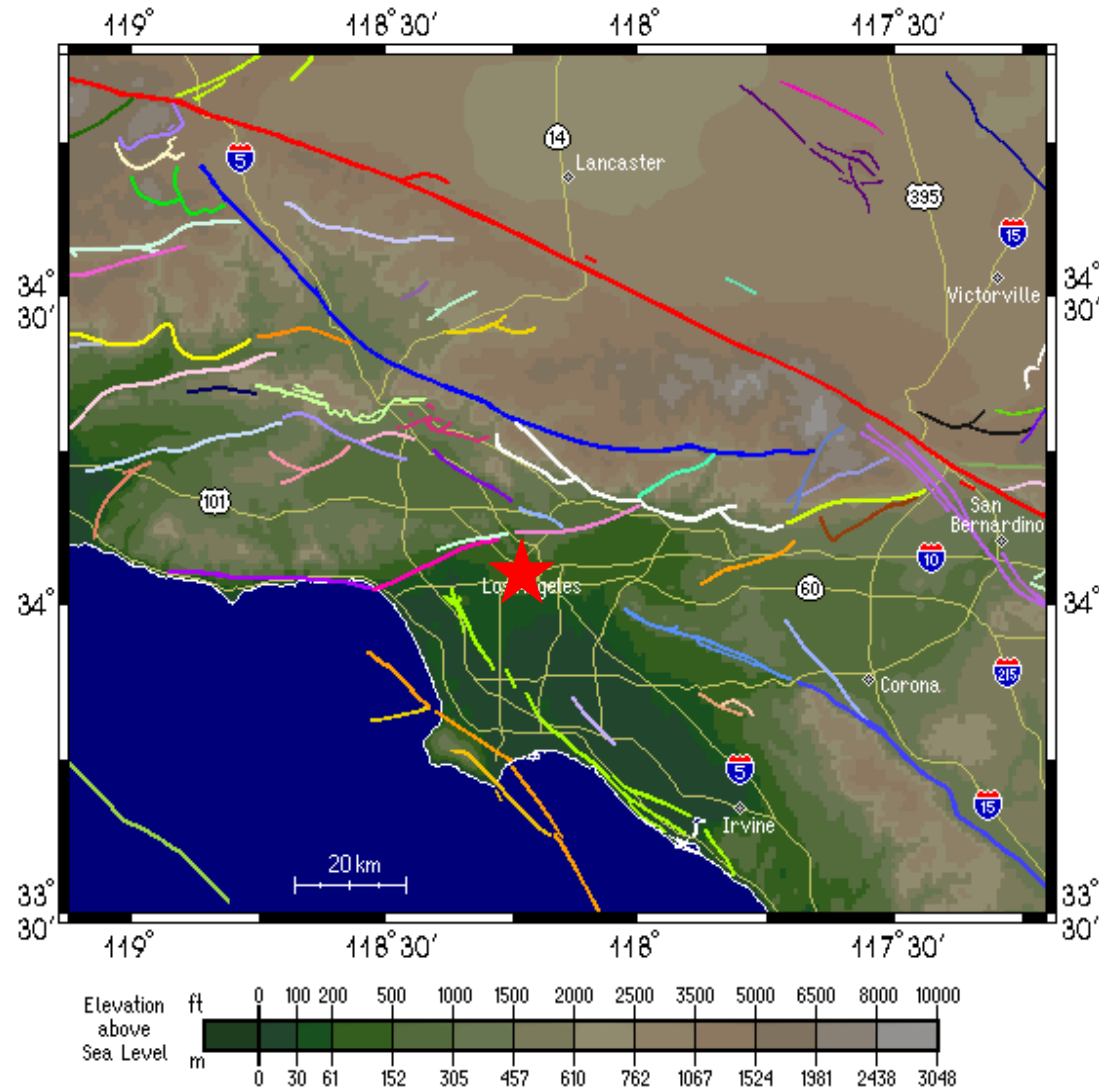 119° 118° 30′ 118° 117° 30′
14
Lancaster
5
395
15
34° 30′
Victorville
34° 30′
101
San Bernardino
10
Los Angeles
60
34°
34°
215
Corona
5
15
Irvine
20 km
33° 30′
33° 30′
119° 118° 30′ 118° 117° 30′
Elevation above Sea Level
ft 0 100 200 500 1000 1500 2000 2500 3500 5000 6500 8000 10000
m 0 30 61 152 305 457 610 762 1067 1524 1981 2438 3048